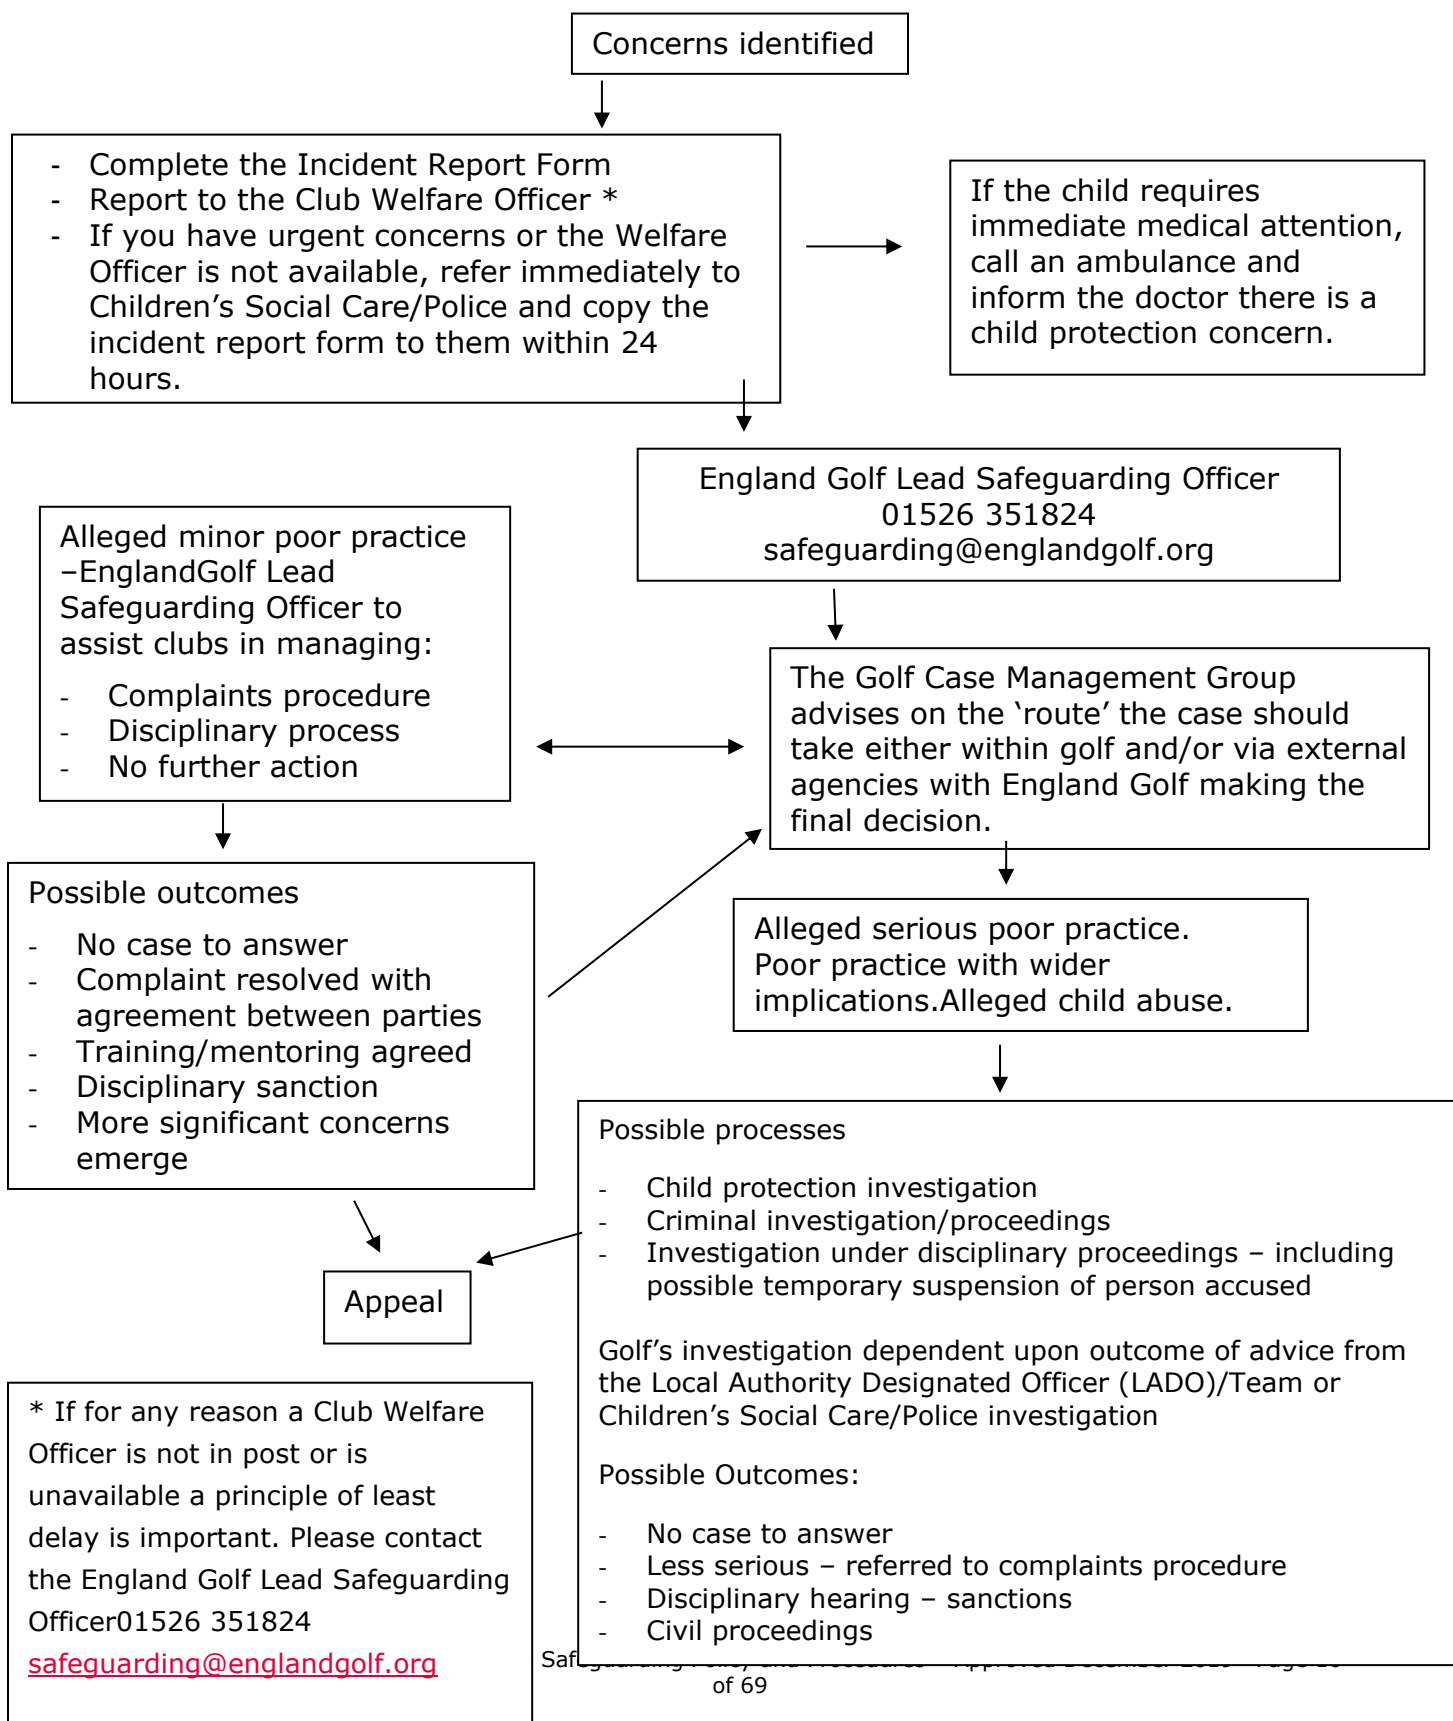 Concerns identified
- Complete the Incident Report Form
- Report to the Club Welfare Officer *
- If you have urgent concerns or the Welfare
Officer is not available, refer immediately to
Children’s Social Care/Police and copy the
incident report form to them within 24
hours.
If the child requires
immediate medical attention,
call an ambulance and
inform the doctor there is a
child protection concern.
England Golf Lead Safeguarding Officer
01526 351824
safeguarding@englandgolf.org
Alleged minor poor practice
–EnglandGolf Lead
Safeguarding Officer to
assist clubs in managing:
- Complaints procedure
- Disciplinary process
- No further action
The Golf Case Management Group
advises on the ‘route’ the case should
take either within golf and/or via external
agencies with England Golf making the
final decision.
Possible outcomes
- No case to answer
- Complaint resolved with
agreement between parties
- Training/mentoring agreed
- Disciplinary sanction
- More significant concerns
emerge
Alleged serious poor practice.
Poor practice with wider
implications.Alleged child abuse.
Possible processes
- Child protection investigation
- Criminal investigation/proceedings
- Investigation under disciplinary proceedings – including
possible temporary suspension of person accused
Golf’s investigation dependent upon outcome of advice from
the Local Authority Designated Officer (LADO)/Team or
Children’s Social Care/Police investigation
Possible Outcomes:
- No case to answer
- Less serious – referred to complaints procedure
- Disciplinary hearing – sanctions
- Civil proceedings
Appeal
* If for any reason a Club Welfare
Officer is not in post or is
unavailable a principle of least
delay is important. Please contact
the England Golf Lead Safeguarding
Officer01526 351824
safeguarding@englandgolf.org
Safeguarding Policy and Procedures Approved December Page
of 69